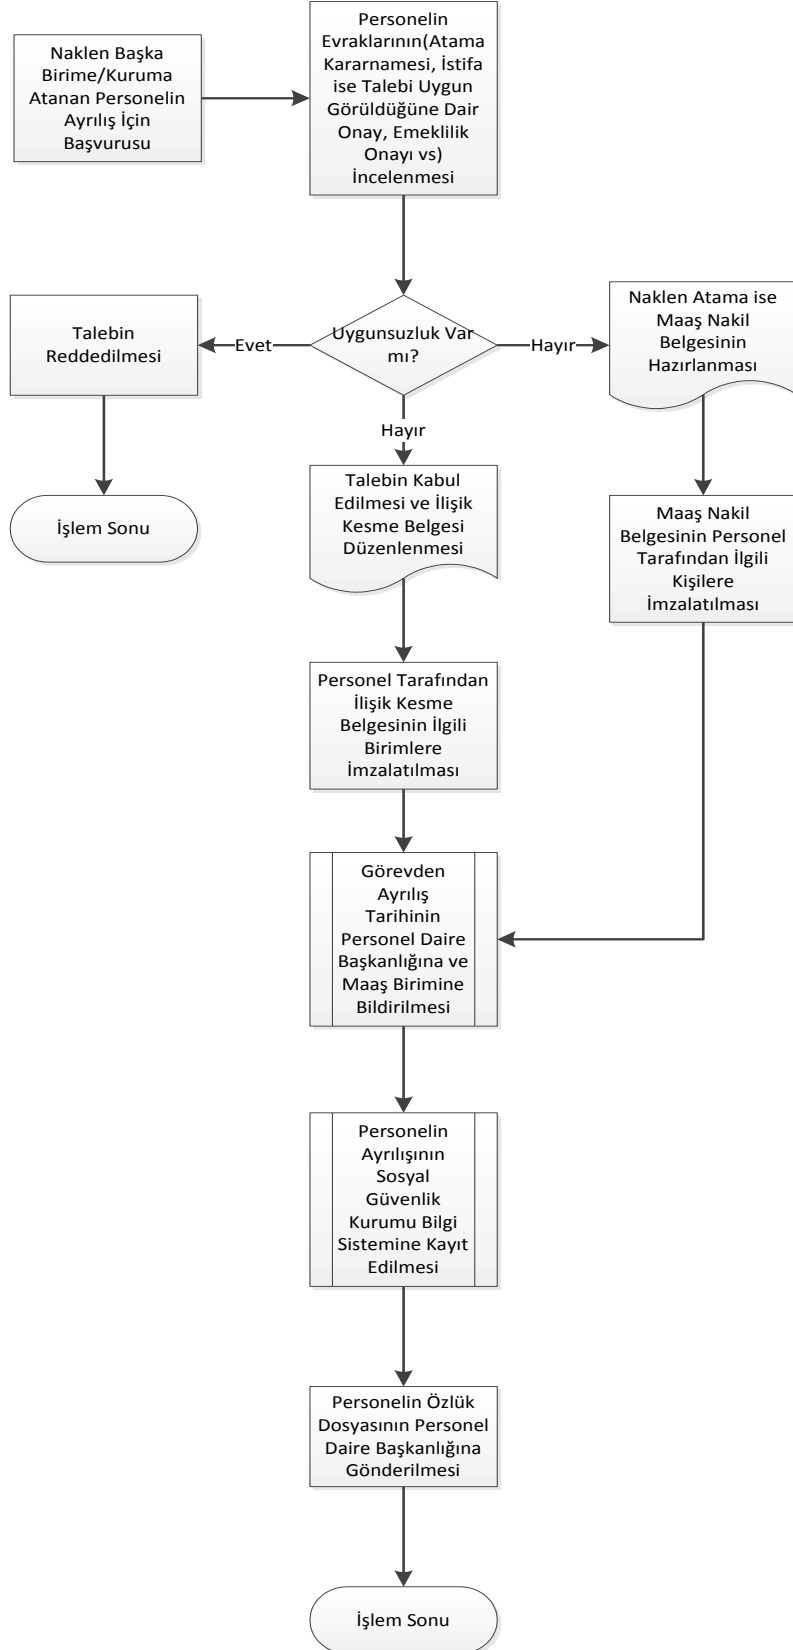 Naklen Başka
Birime/Kuruma
Atanan Personelin
Ayrılış İçin
Başvurusu
Personelin
Evraklarının(Atama
Kararnamesi, İstifa
ise Talebi Uygun
Görüldüğüne Dair
Onay, Emeklilik
Onayı vs)
İncelenmesi
Uygunsuzluk Var
mı?
Evet
Talebin
Reddedilmesi
İşlem Sonu
Hayır
Naklen Atama ise
Maaş Nakil
Belgesinin
Hazırlanması
Maaş Nakil
Belgesinin Personel
Tarafından İlgili
Kişilere
İmzalatılması
Hayır
Talebin Kabul
Edilmesi ve İlişik
Kesme Belgesi
Düzenlenmesi
Personel Tarafından
İlişik Kesme
Belgesinin İlgili
Birimlere
İmzalatılması
Görevden
Ayrılış
Tarihinin
Personel Daire
Başkanlığına ve
Maaş Birimine
Bildirilmesi
Personelin
Ayrılışının
Sosyal
Güvenlik
Kurumu Bilgi
Sistemine Kayıt
Edilmesi
Personelin Özlük
Dosyasının Personel
Daire Başkanlığına
Gönderilmesi
İşlem Sonu